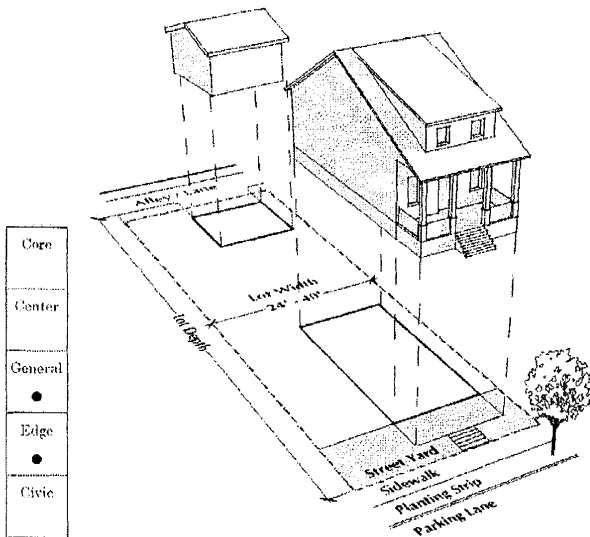 Alley / Lane
Core
Center
General
Edge
Civic
Lot Width
24' - 40'
Lot Depth
Street Yard
Sidewalk
Planting Strip
Parking Lane